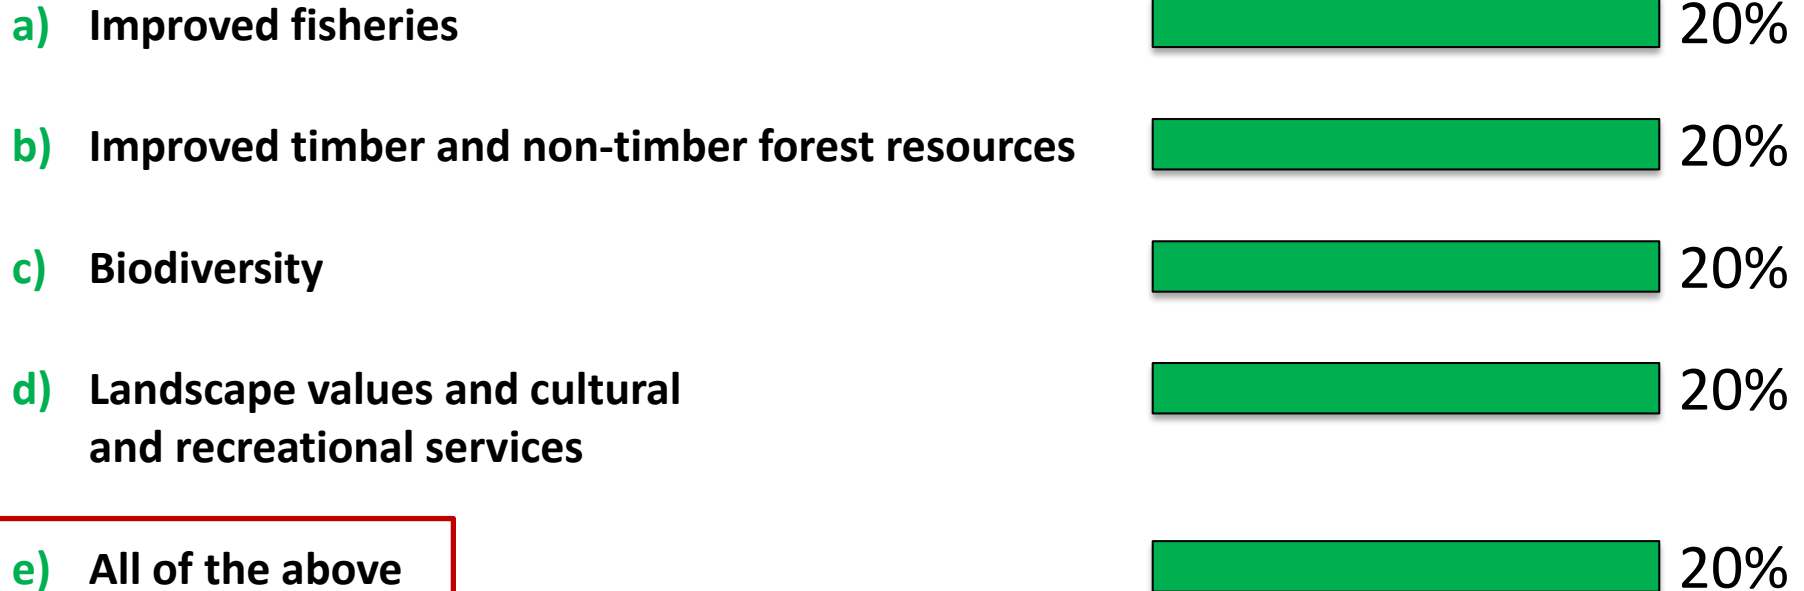 a) Improved fisheries 20%
b) Improved timber and non-timber forest resources 20%
c) Biodiversity 20%
d) Landscape values and cultural 20%
and recreational services
e) All of the above 20%